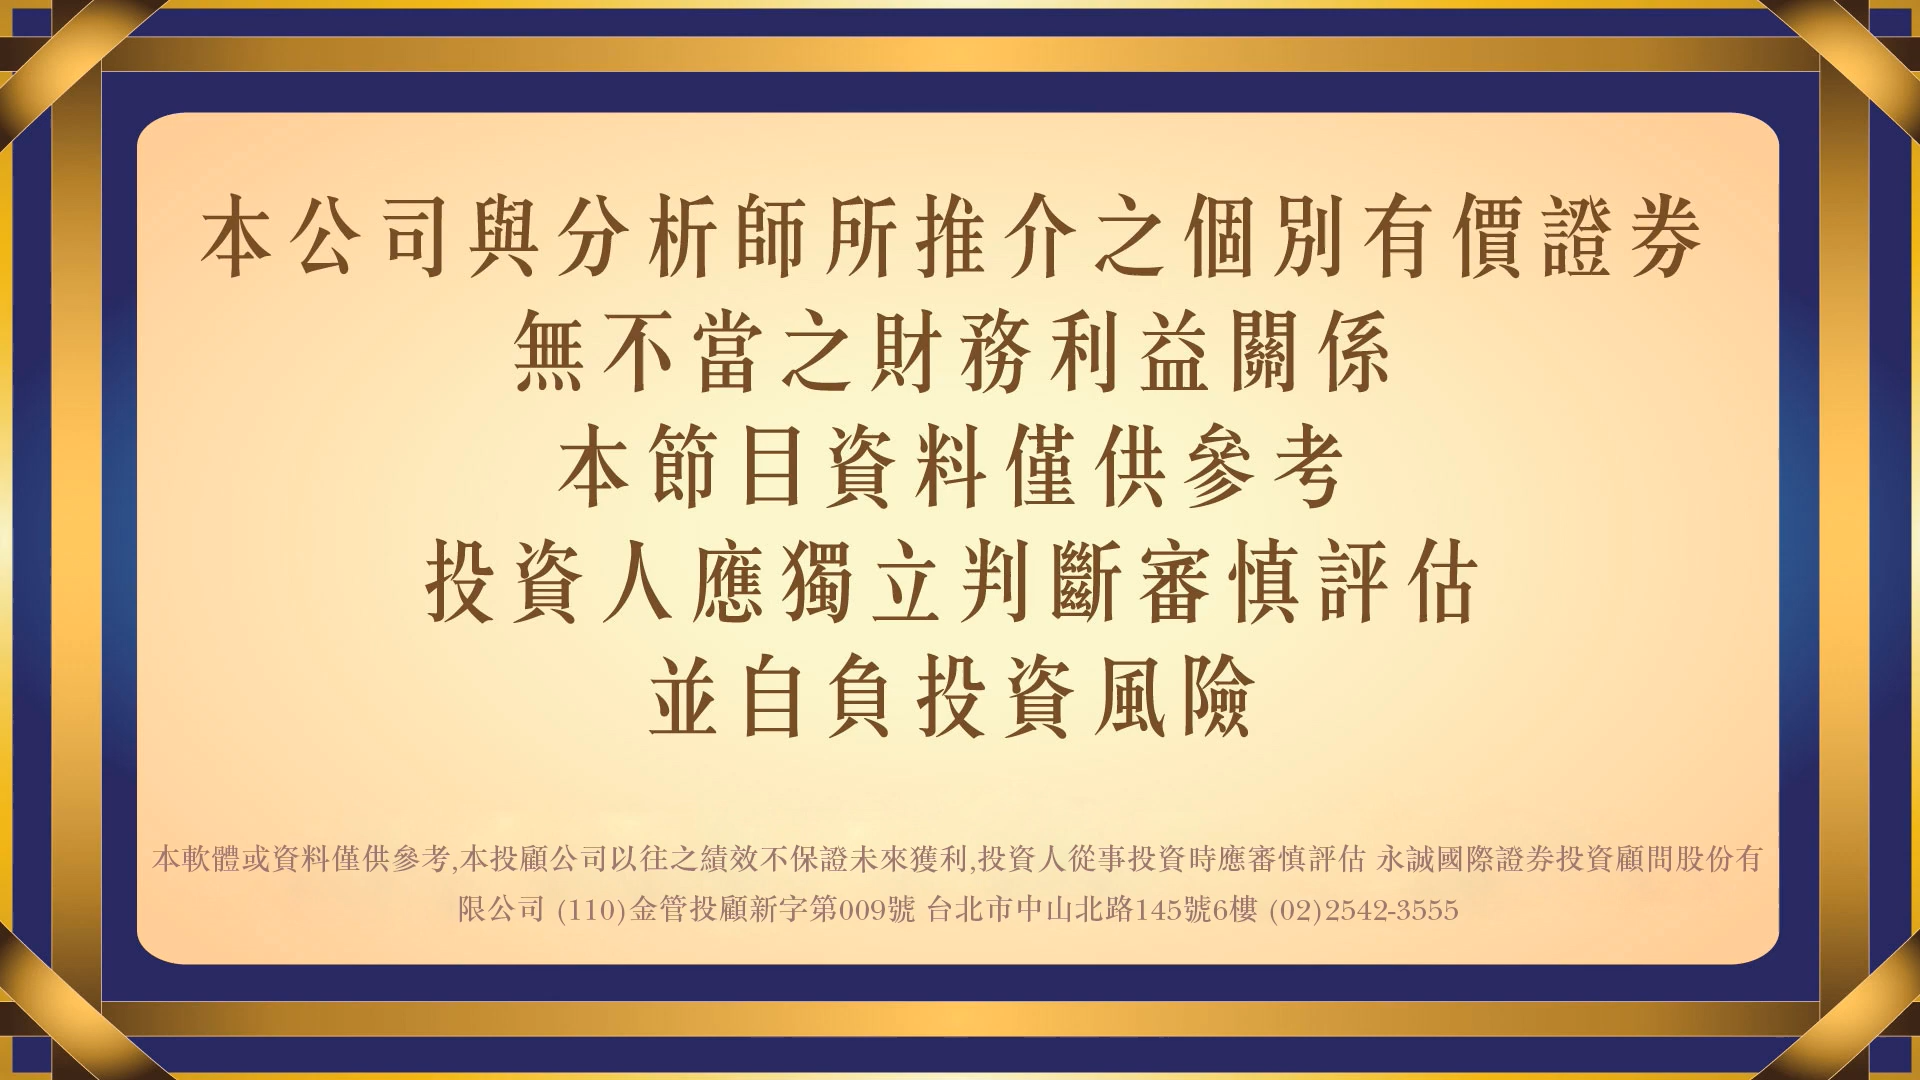 本公司與分析師所推介之個別有價證券
無不當之財務利益關係
本節目資料僅供參考
投資人應獨立判斷審慎評估
並自負投資風險
本軟體或資料僅供參考,本投顧公司以往之績效不保證未來獲利,投資人從事投資時應審慎評估 永誠國際證券投資顧問股份有
限公司 (110)金管投顧新字第009號 台北市中山北路145號6樓 (02)2542-3555